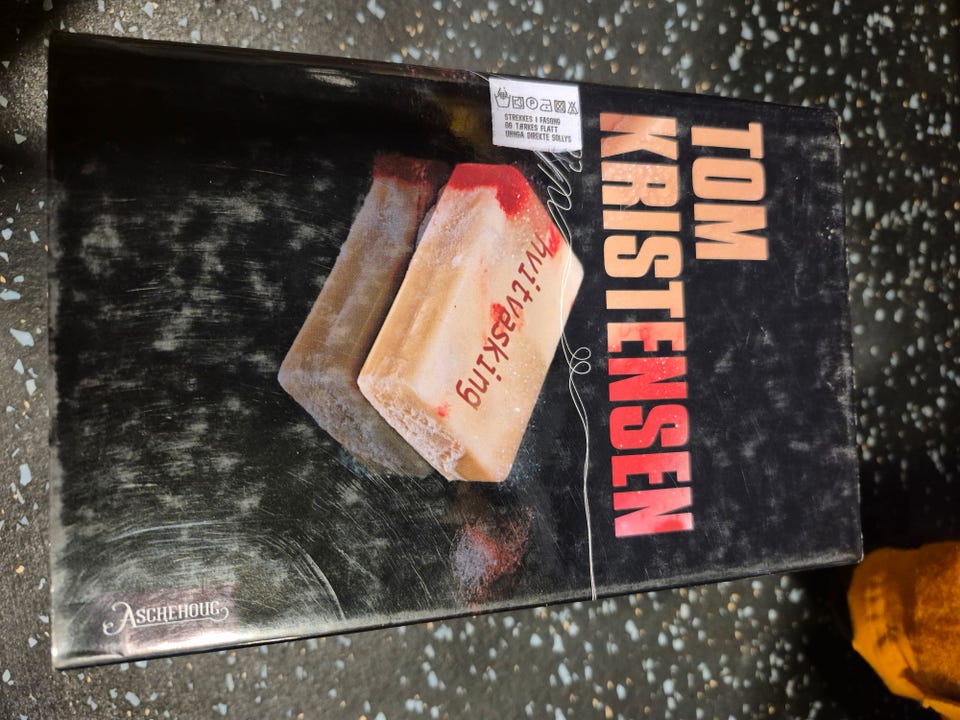 TOM
KRISTENSEN
STREKKES I FASONG
OG TØRKES FLATT
UNNGÅ DIREKTE SOLLYS
hvitvasking
ASCHEHOUG